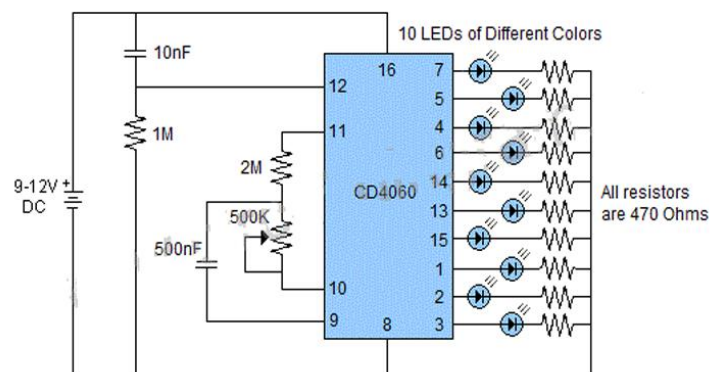 10 LEDs of Different Colors
10nF
16
7
12
5
11
4
1M
6
2M
9-12V +
DC
CD4060
14
All resistors
are 470 Ohms
13
500K
15
500nF
1
10
2
9
8
3